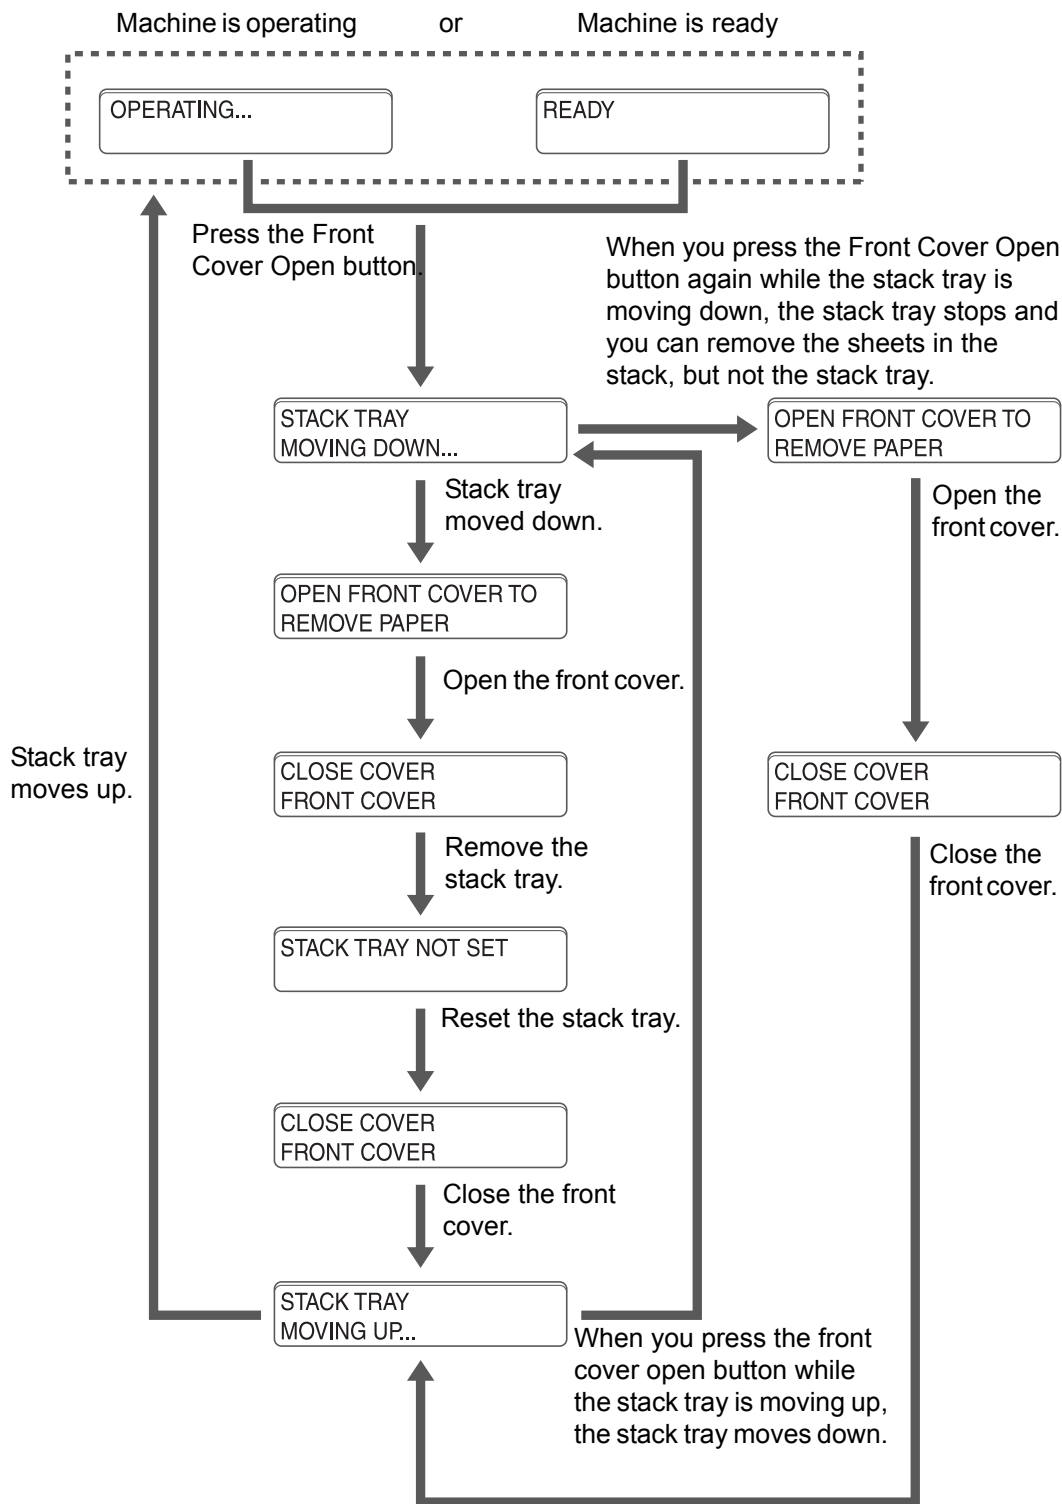 Machine is operating or Machine is ready
OPERATING...
READY
Press the Front
Cover Open button.
When you press the Front Cover Open
button again while the stack tray is
moving down, the stack tray stops and
you can remove the sheets in the
stack, but not the stack tray.
STACK TRAY
MOVING DOWN...
OPEN FRONT COVER TO
REMOVE PAPER
Stack tray
moved down.
Open the
front cover.
OPEN FRONT COVER TO
REMOVE PAPER
Open the front cover.
Stack tray
moves up.
CLOSE COVER
FRONT COVER
CLOSE COVER
FRONT COVER
Remove the
stack tray.
Close the
front cover.
STACK TRAY NOT SET
Reset the stack tray.
CLOSE COVER
FRONT COVER
Close the front
cover.
STACK TRAY
MOVING UP...
When you press the front
cover open button while
the stack tray is moving up,
the stack tray moves down.